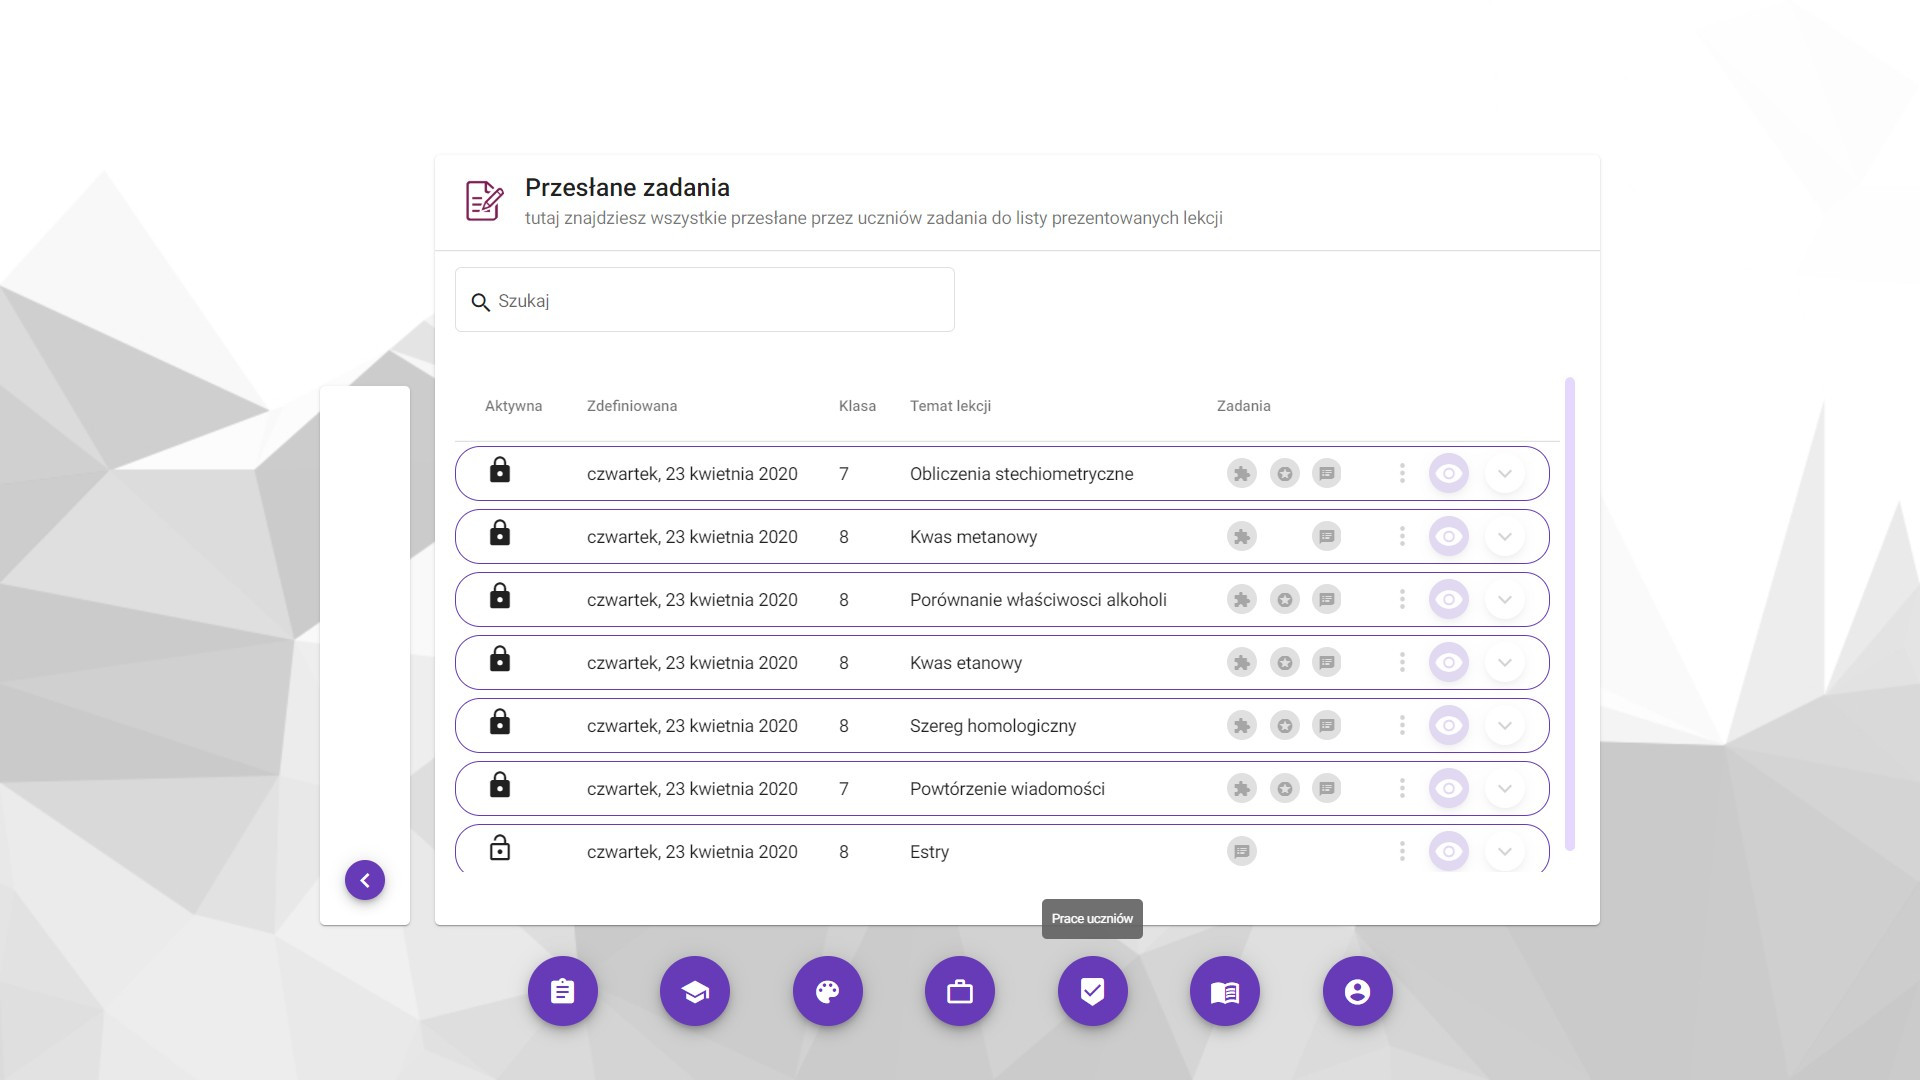 Przesłane zadania
tutaj znajdziesz wszystkie przesłane przez uczniów zadania do listy prezentowanych lekcji
Szukaj
Aktywna Zdefiniowana Klasa Temat lekcji Zadania
czwartek, 23 kwietnia 2020 7 Obliczenia stechiometryczne
czwartek, 23 kwietnia 2020 8 Kwas metanowy
czwartek, 23 kwietnia 2020 8 Porównanie właściwosci alkoholi
czwartek, 23 kwietnia 2020 8 Kwas etanowy
czwartek, 23 kwietnia 2020 8 Szereg homologiczny
czwartek, 23 kwietnia 2020 7 Powtórzenie wiadomości
czwartek, 23 kwietnia 2020 8 Estry
Prace uczniów